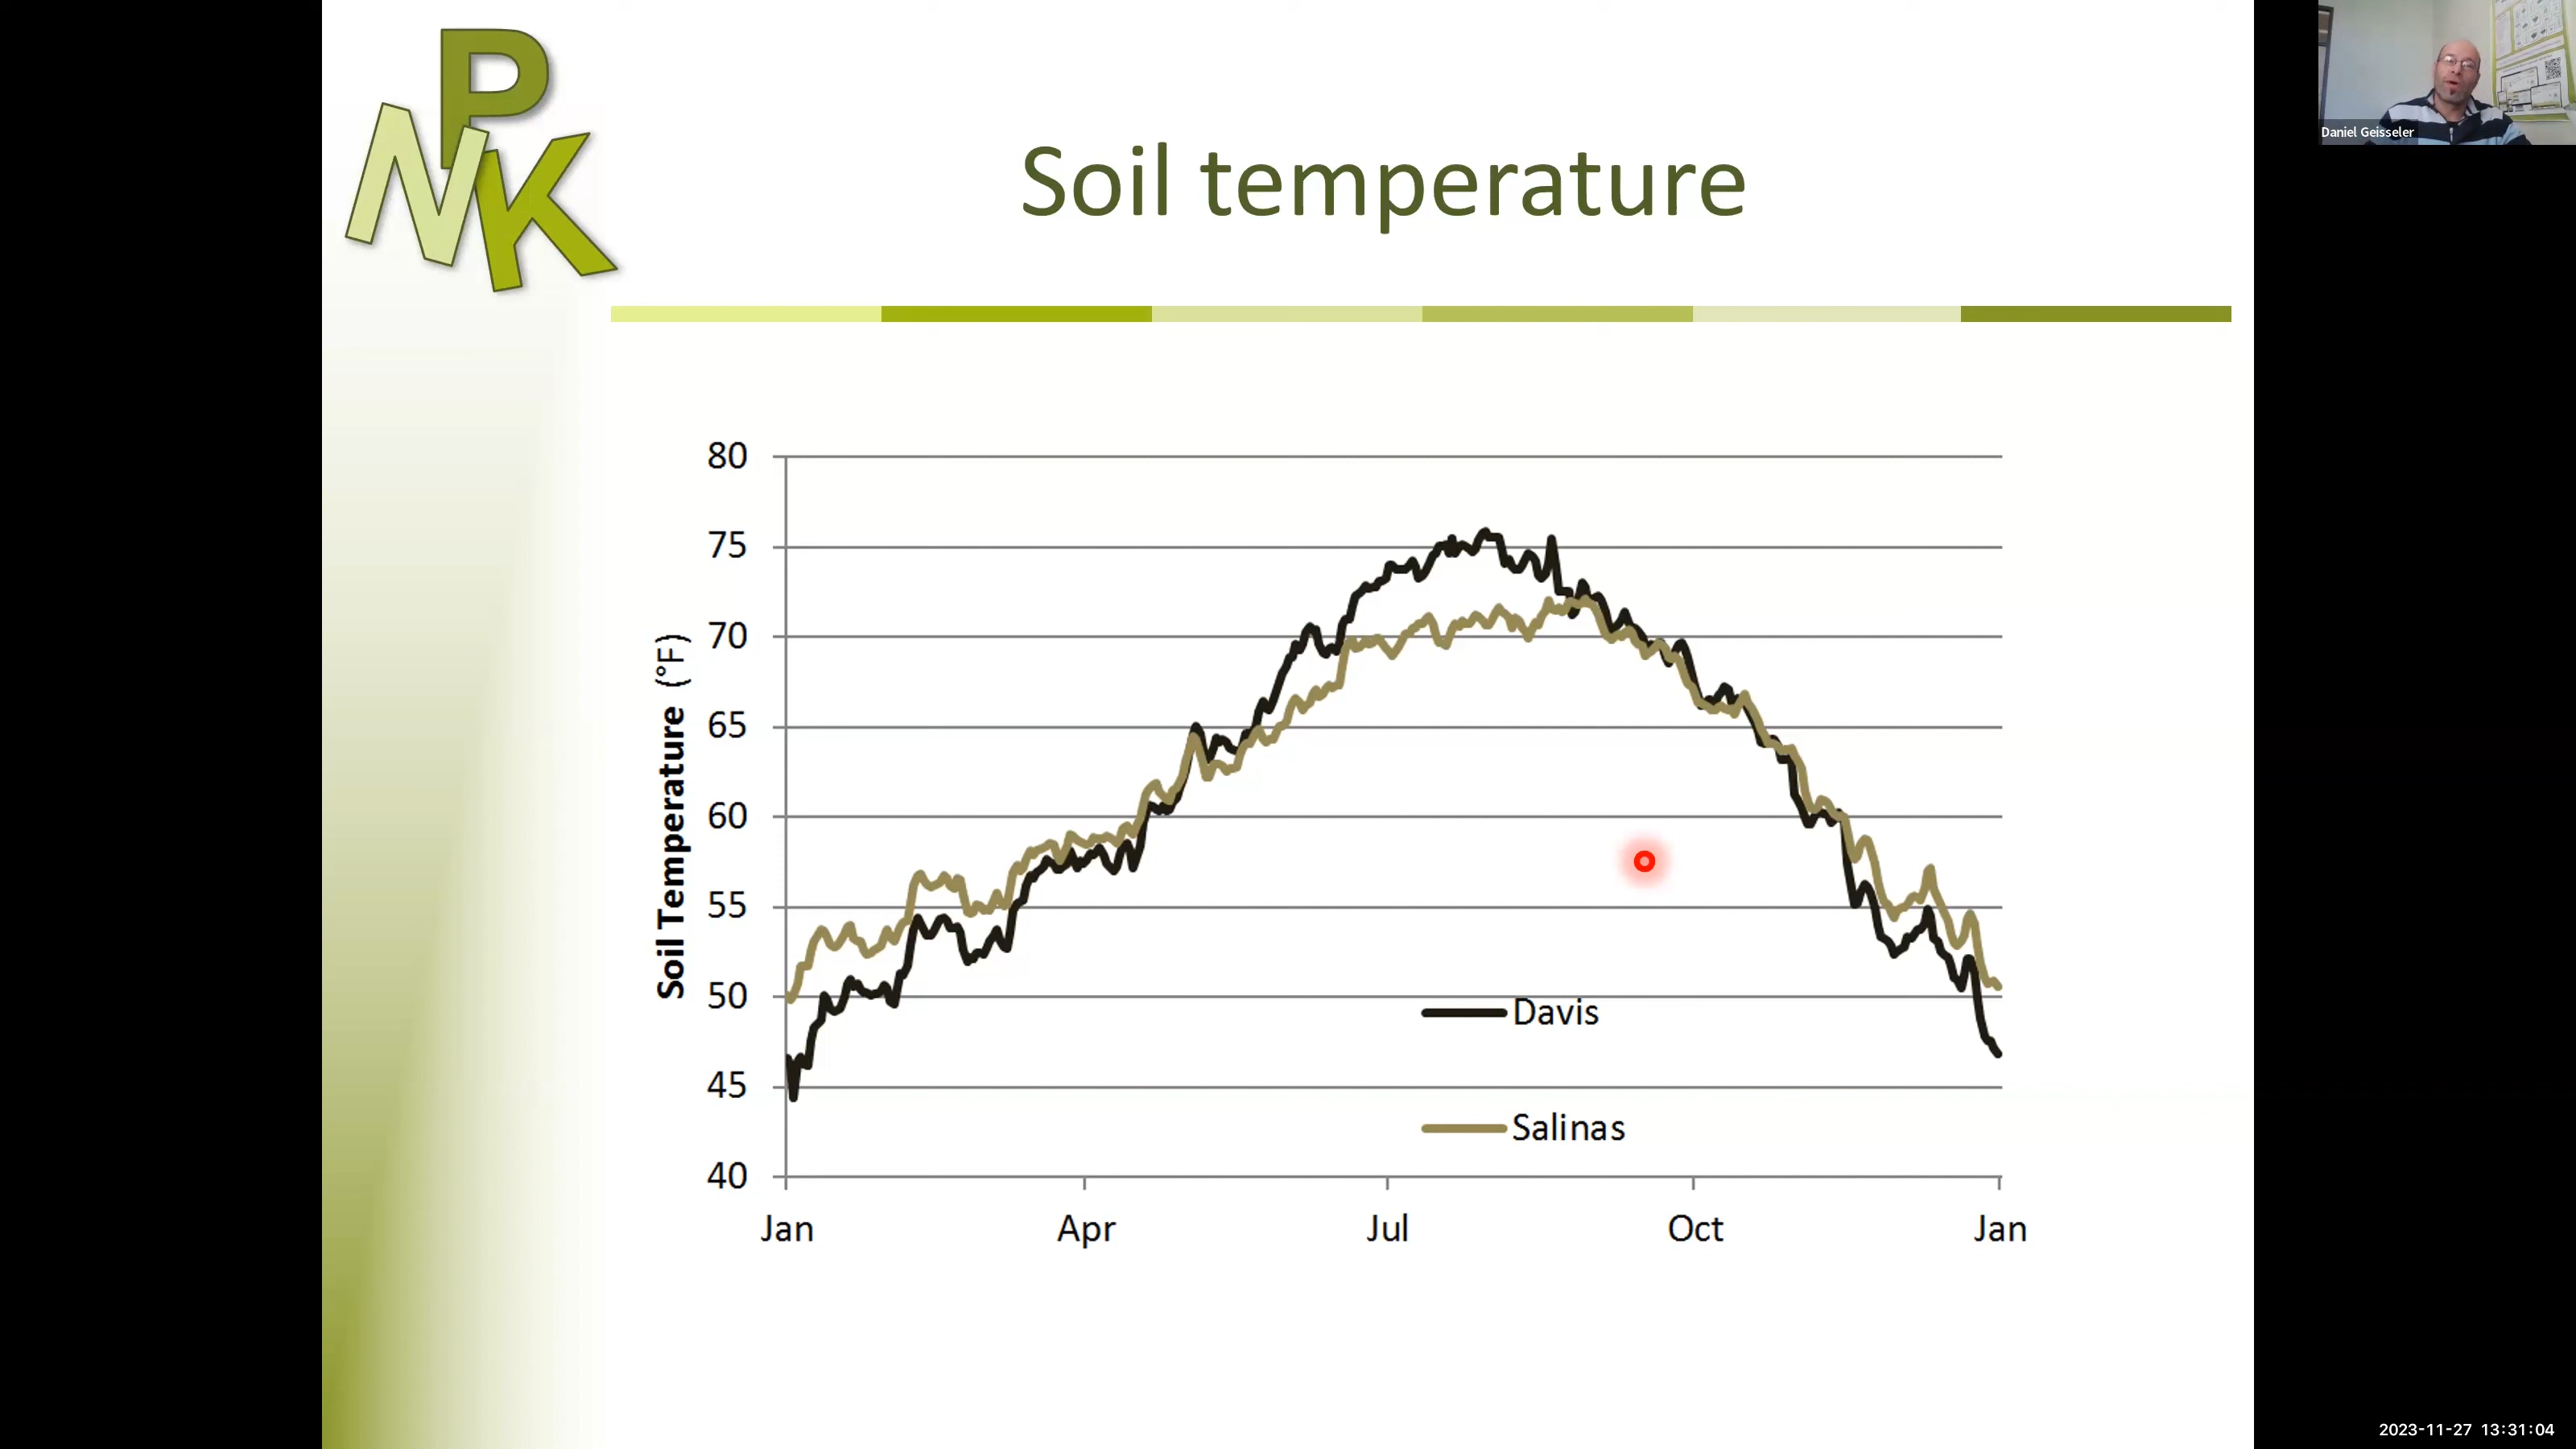 NPK
Soil temperature
Daniel Geisseler
Soil Temperature (°F)
80
75
70
65
60
55
50
45
40
Davis
Salinas
Jan
Apr
Jul
Oct
Jan
2023-11-27 13:31:04